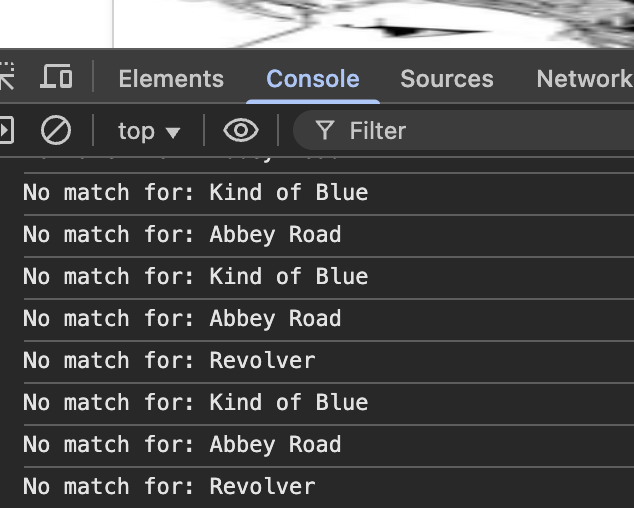 Elements Console Sources Network
top Filter
No match for: Kind of Blue
No match for: Abbey Road
No match for: Kind of Blue
No match for: Abbey Road
No match for: Revolver
No match for: Kind of Blue
No match for: Abbey Road
No match for: Revolver